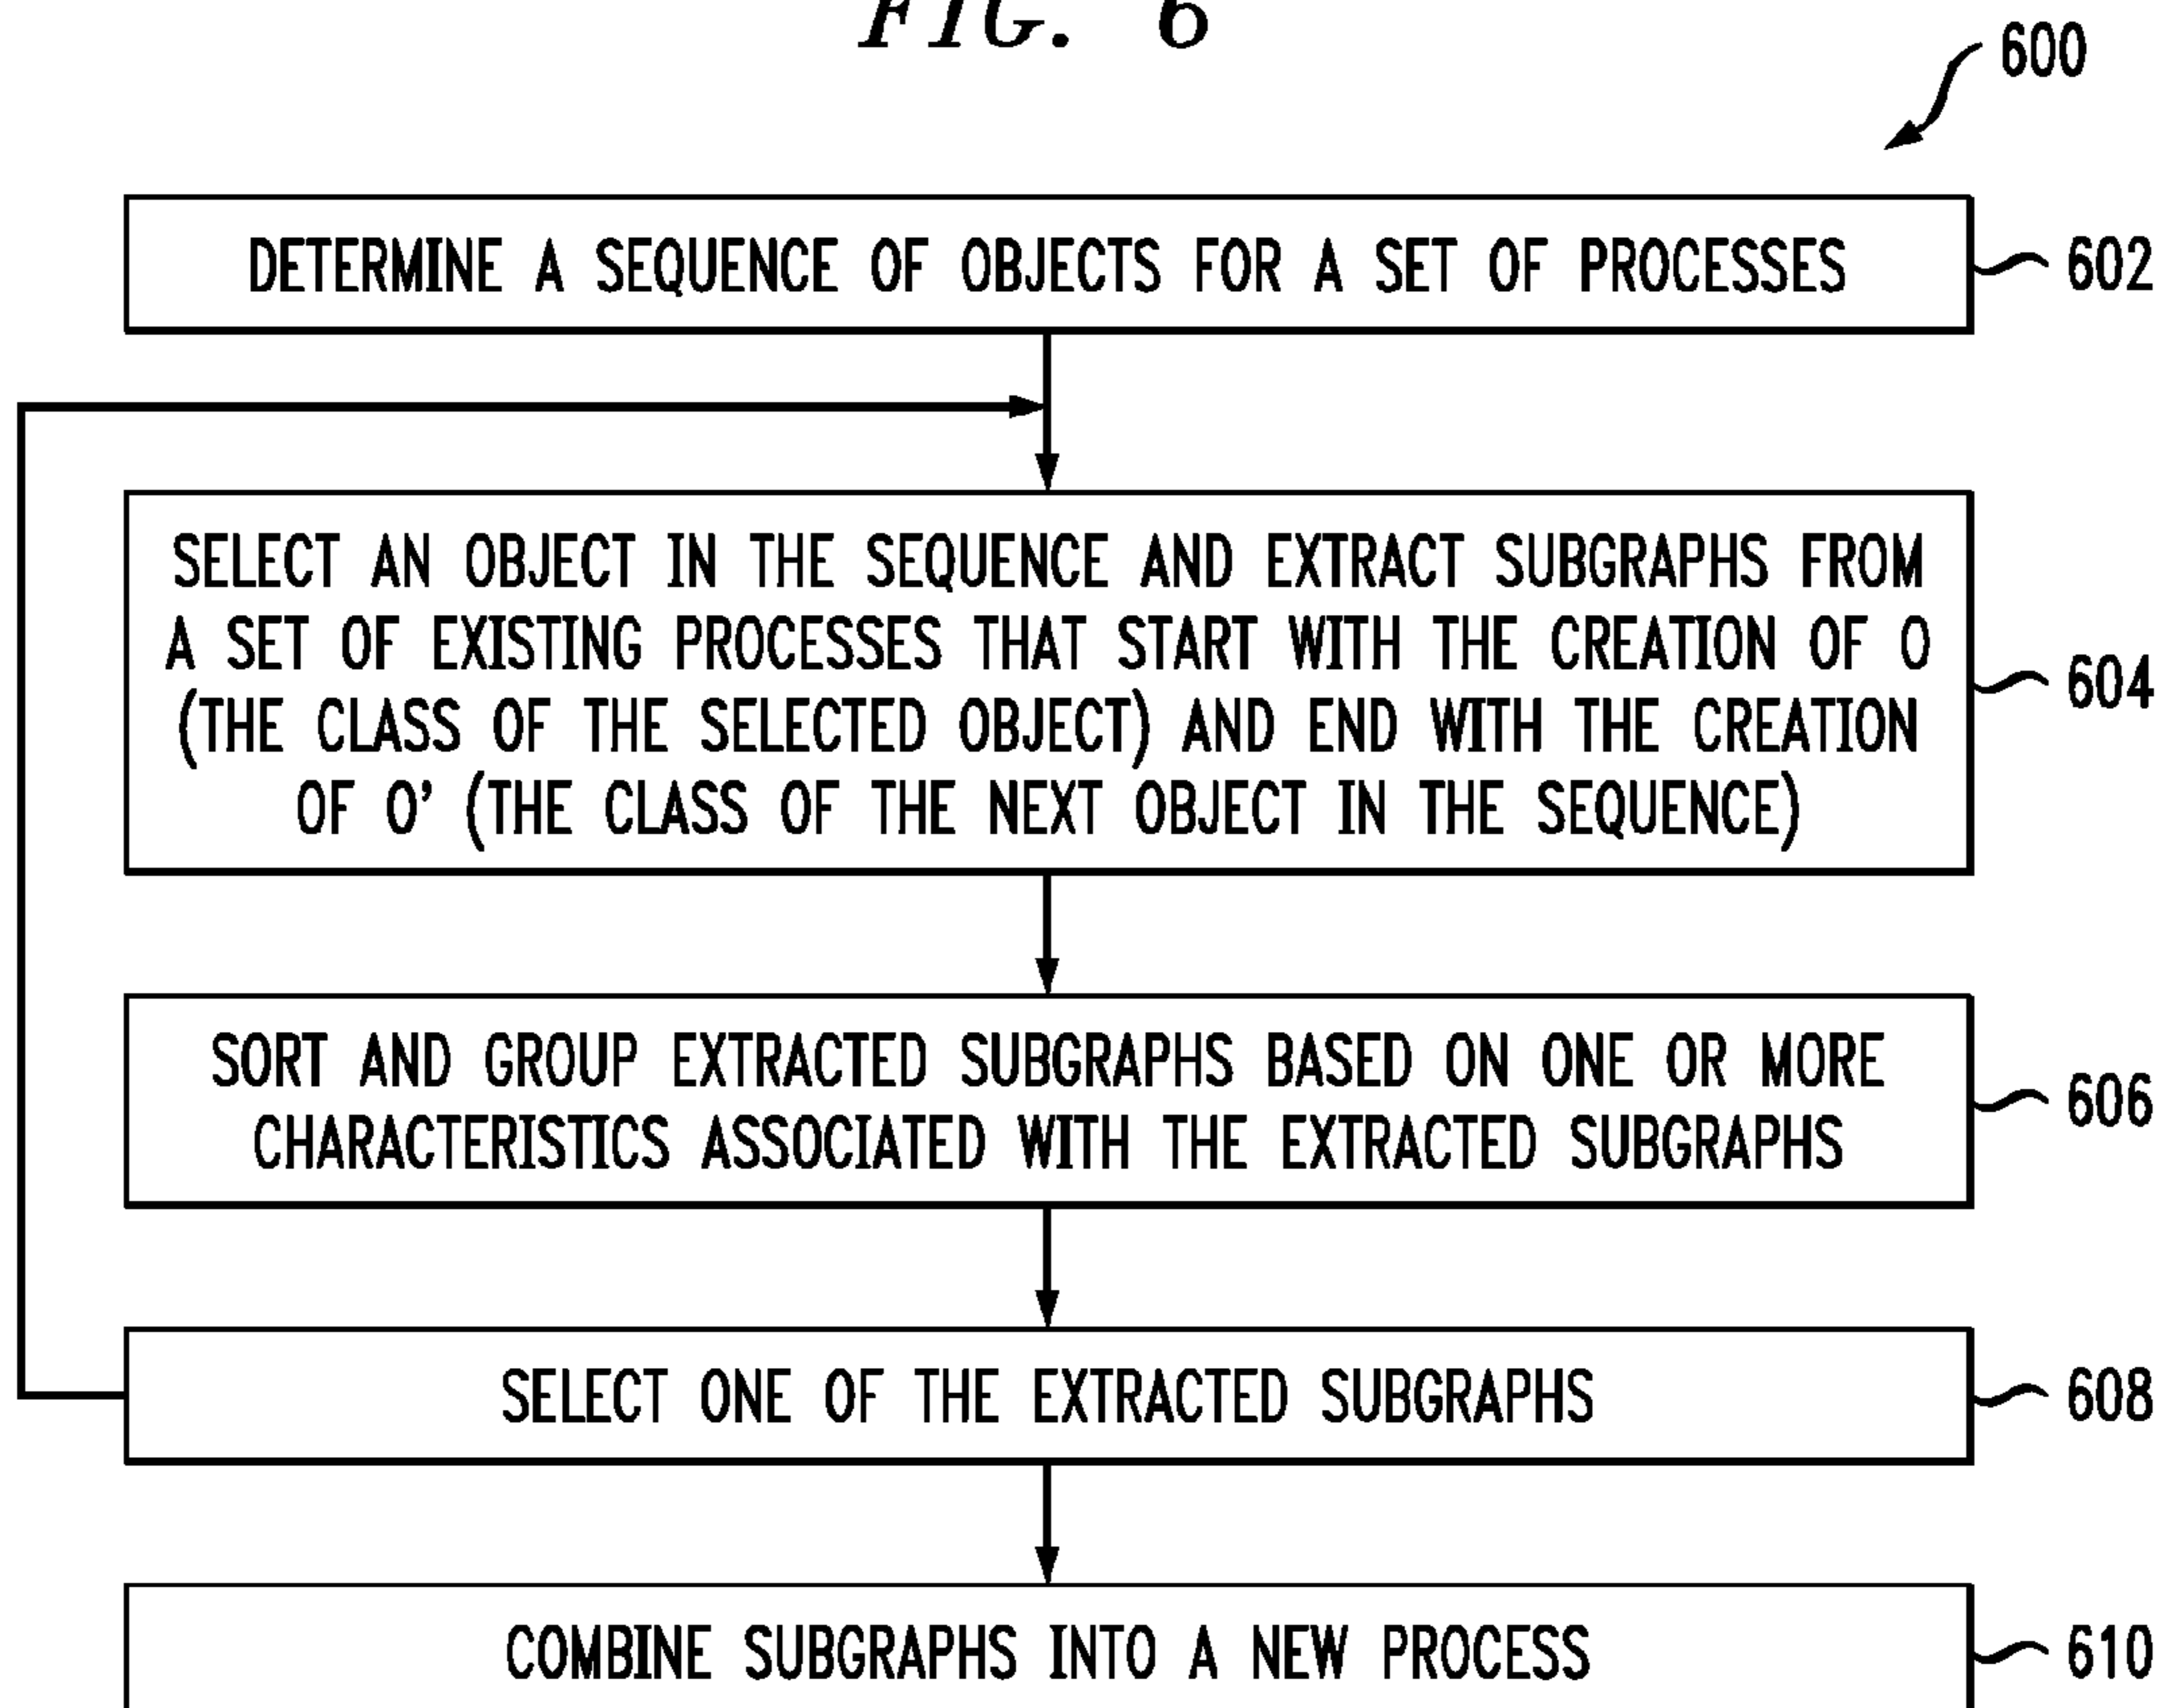 FIG. 6
600
DETERMINE A SEQUENCE OF OBJECTS FOR A SET OF PROCESSES
602
SELECT AN OBJECT IN THE SEQUENCE AND EXTRACT SUBGRAPHS FROM
A SET OF EXISTING PROCESSES THAT START WITH THE CREATION OF O
(THE CLASS OF THE SELECTED OBJECT) AND END WITH THE CREATION
OF O' (THE CLASS OF THE NEXT OBJECT IN THE SEQUENCE)
604
SORT AND GROUP EXTRACTED SUBGRAPHS BASED ON ONE OR MORE
CHARACTERISTICS ASSOCIATED WITH THE EXTRACTED SUBGRAPHS
606
SELECT ONE OF THE EXTRACTED SUBGRAPHS
608
COMBINE SUBGRAPHS INTO A NEW PROCESS
610